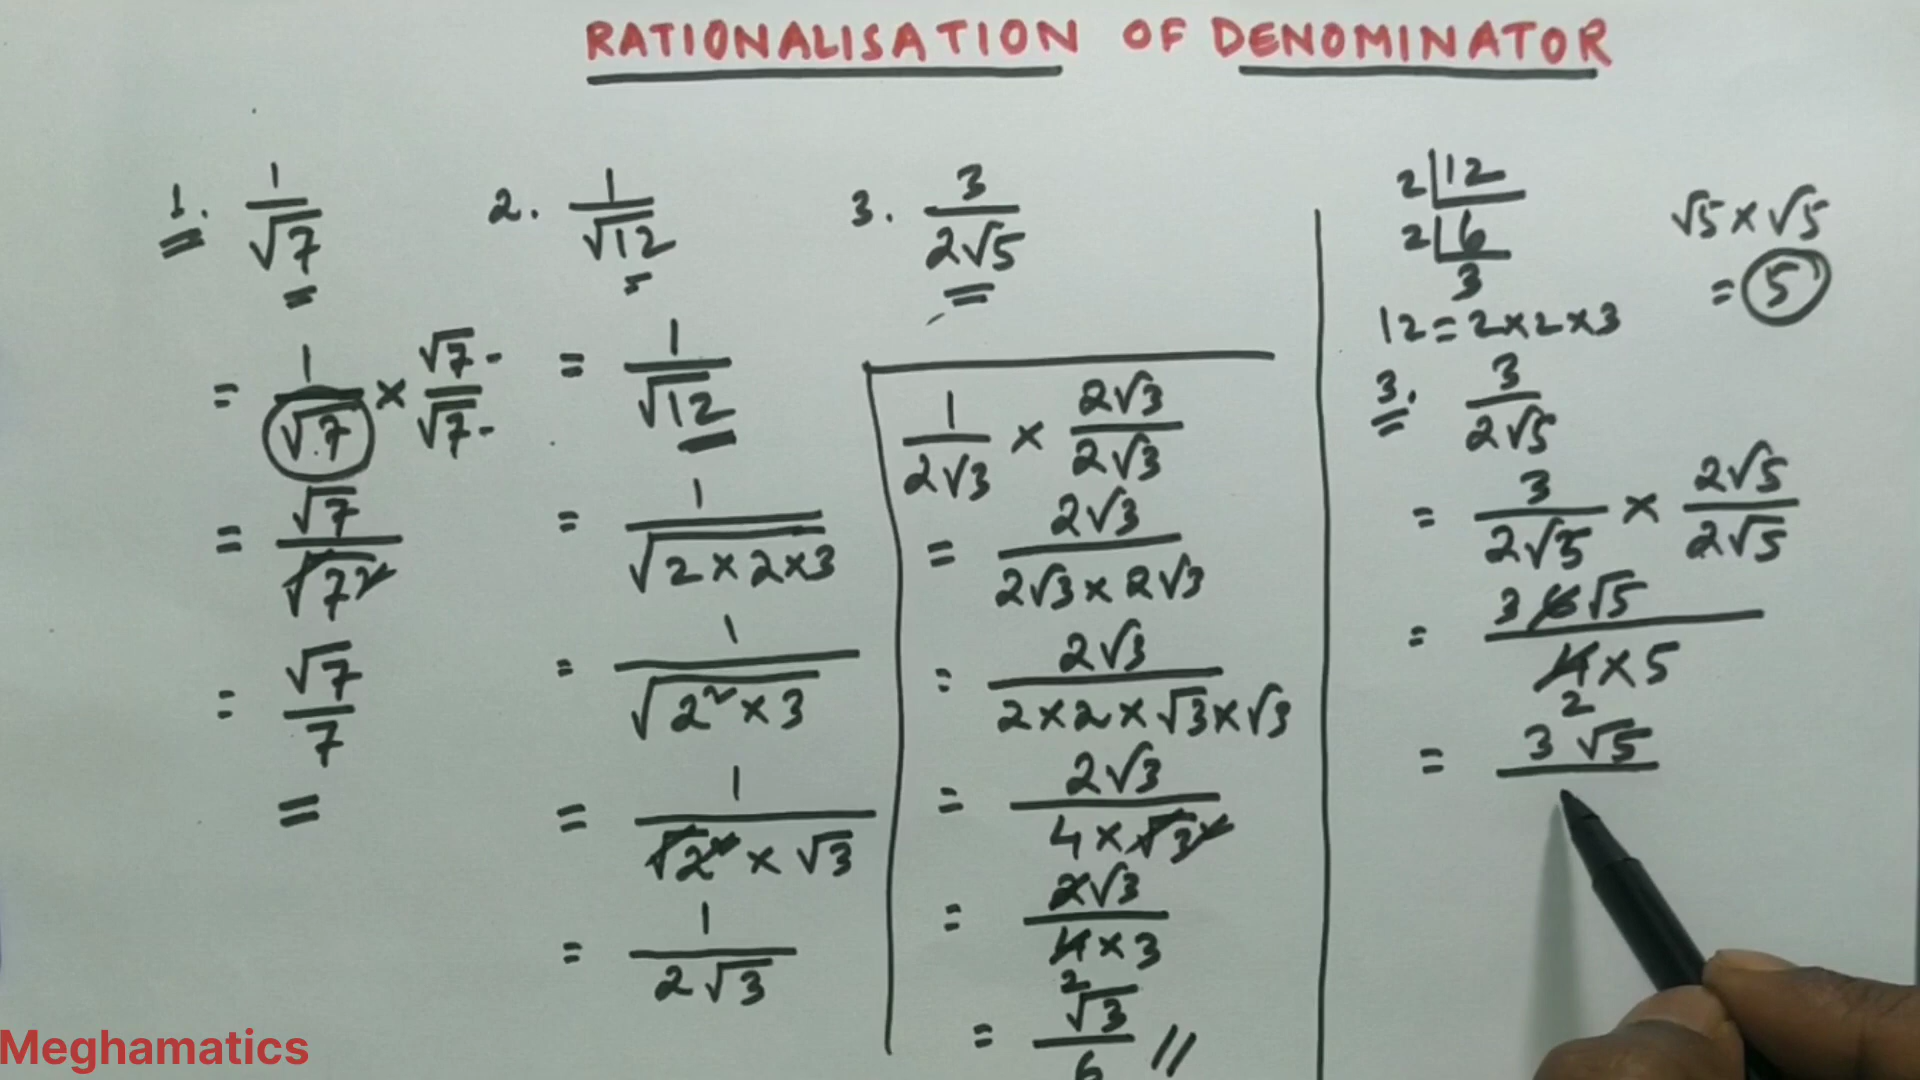 RATIONALISATION OF DENOMINATOR
1. 1/√7
= 1/√7 × √7/√7
= √7/√7²
= √7/7
=
2. 1/√12
= 1/√12
= 1/√(2×2×3)
= 1/√(2²×3)
= 1/(√2² × √3)
= 1/(2√3)
3. 3/(2√5)
1/(2√3) × 2√3/(2√3)
= 2√3/(2√3 × 2√3)
= 2√3/(2×2×√3×√3)
= 2√3/(4×√3²)
= 2√3/(4×3)
2
= √3/6 //
2|12
2|6
3
12=2×2×3
√5×√5
= 5
3. 3/(2√5)
= 3/(2√5) × 2√5/(2√5)
= 3 6√5/(4×5)
2
= 3√5/
Meghamatics